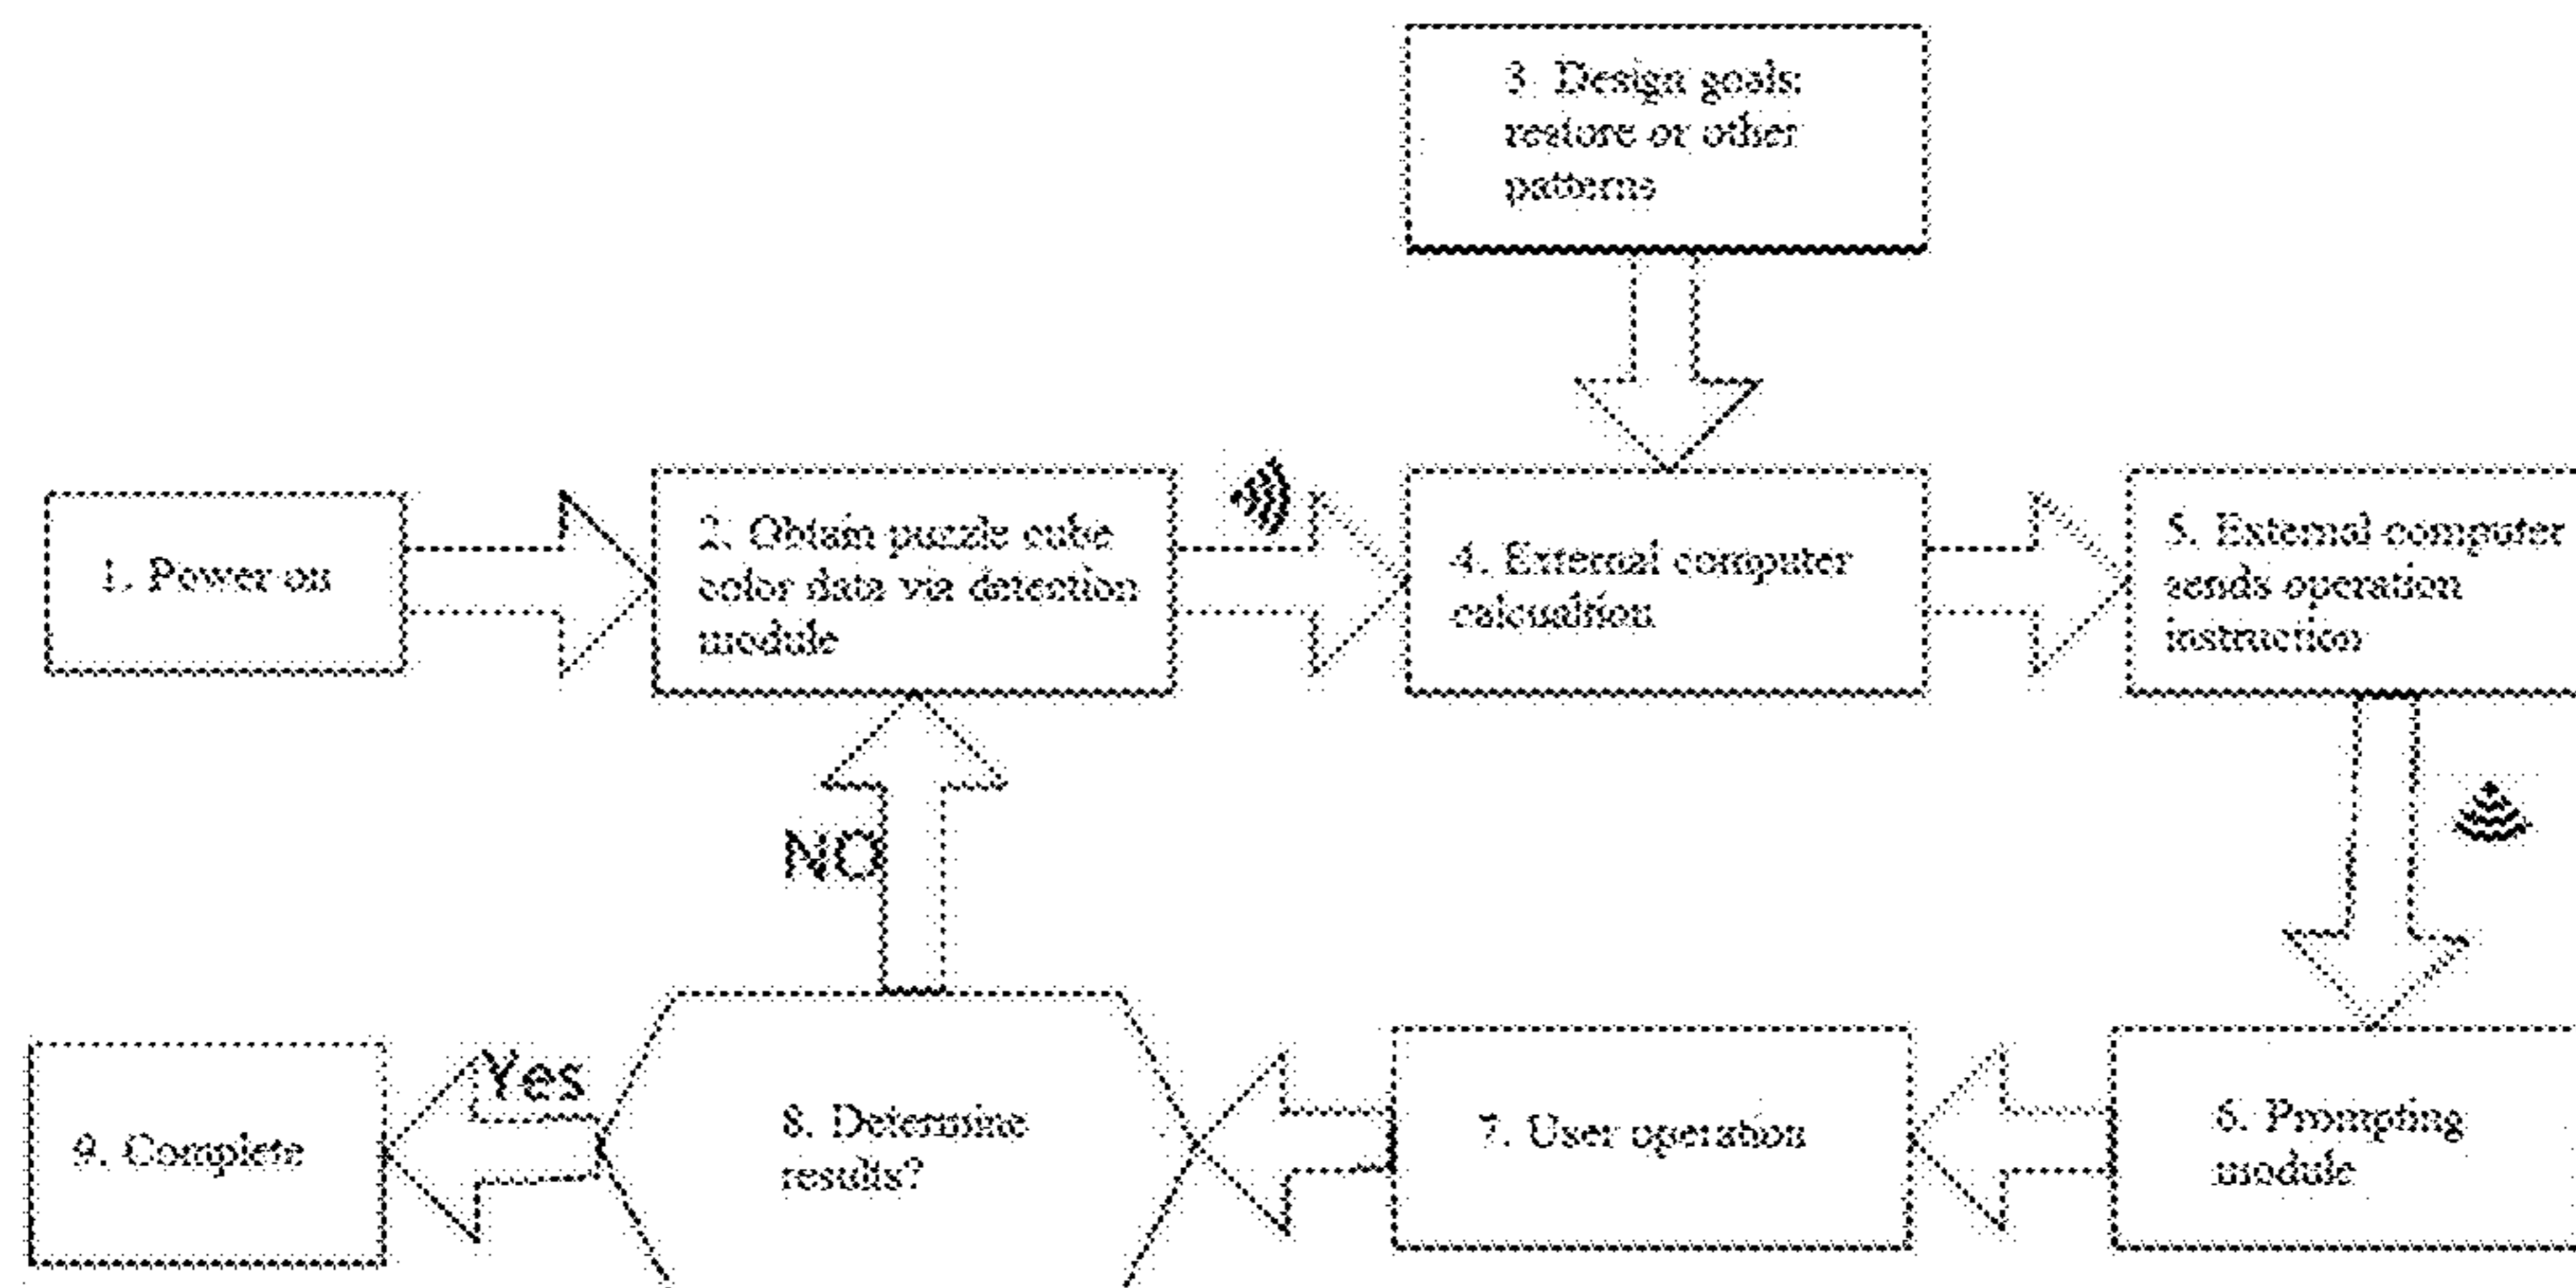 3. Design goals:
restore or other
patterns
1. Power on
2. Obtain puzzle cube
color data via detection
module
4. External computer
calcualtion
5. External computer
sends operation
instruction
NO
9. Complete
Yes
8. Determine
results?
7. User operation
6. Prompting
module